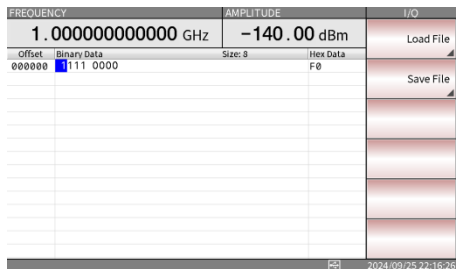 FREQUENCY AMPLITUDE I/O
1.000000000000 GHz −140.00 dBm Load File
Offset Binary Data Size: 8 Hex Data
000000 1111 0000 F0
Save File
2024/09/25 22:16:26